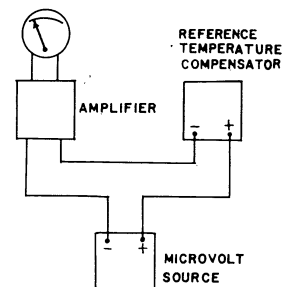 REFERENCE
TEMPERATURE
COMPENSATOR
AMPLIFIER
- +
- +
MICROVOLT
SOURCE